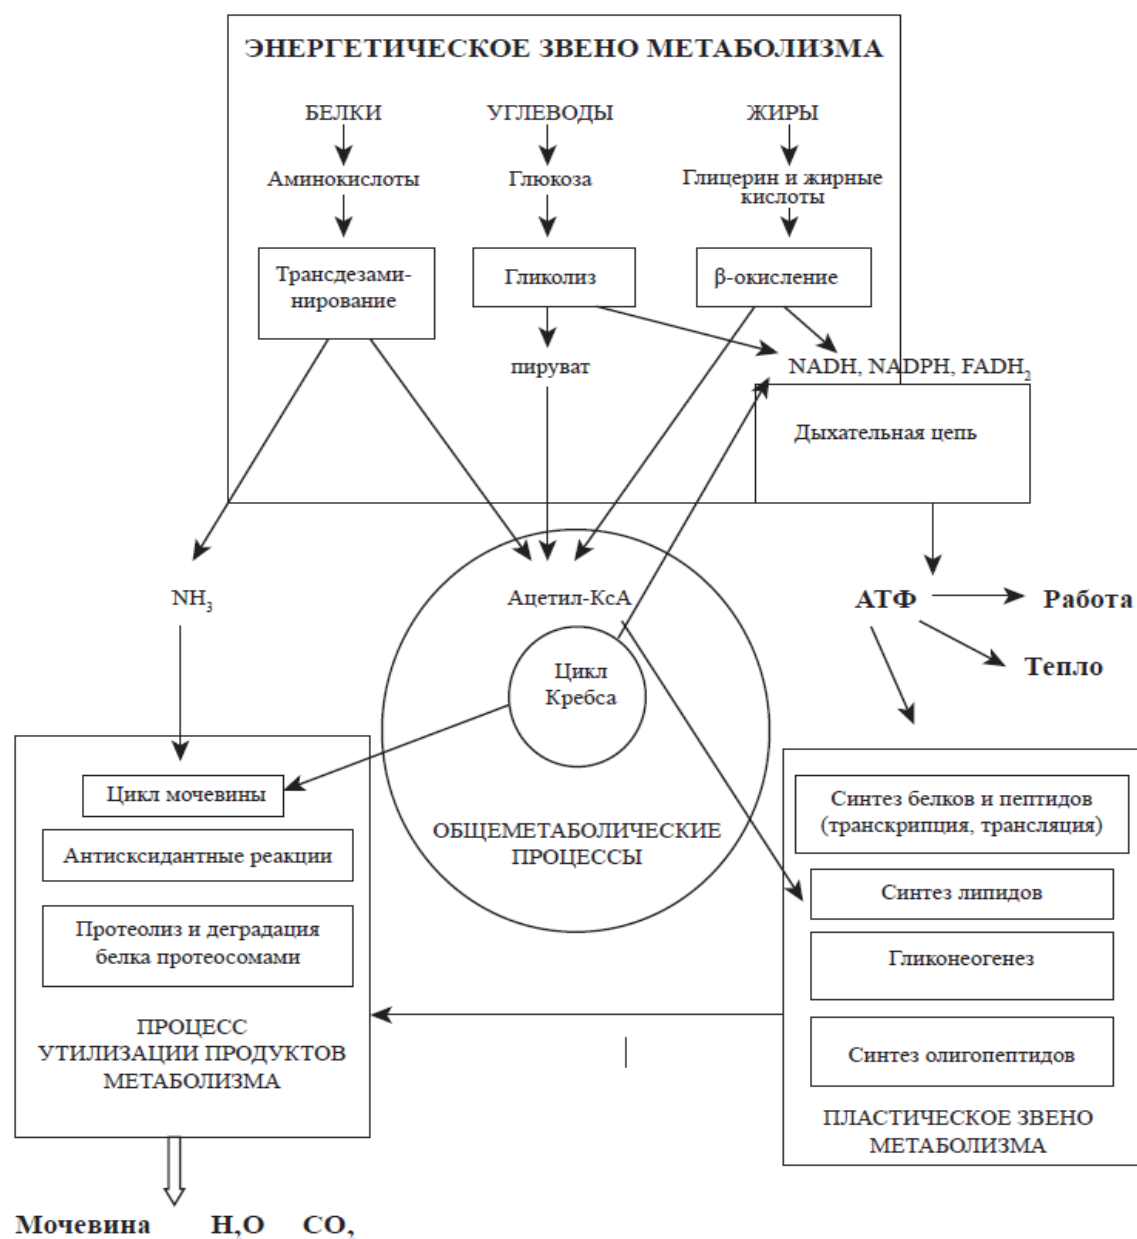 ЭНЕРГЕТИЧЕСКОЕ ЗВЕНО МЕТАБОЛИЗМА
БЕЛКИ
УГЛЕВОДЫ
ЖИРЫ
Аминокислоты
Глюкоза
Глицерин и жирные
кислоты
Трансдезами-
нирование
Гликолиз
β-окисление
пируват
NADH, NADPH, FADH₂
Дыхательная цепь
NH₃
Ацетил-КсА
АТФ
Работа
Тепло
Цикл
Кребса
ОБЩЕМЕТАБОЛИЧЕСКИЕ
ПРОЦЕССЫ
Цикл мочевины
Антисксидантные реакции
Протеолиз и деградация
белка протеосомами
ПРОЦЕСС
УТИЛИЗАЦИИ ПРОДУКТОВ
МЕТАБОЛИЗМА
Синтез белков и пептидов
(транскрипция, трансляция)
Синтез липидов
Гликонеогенез
Синтез олигопептидов
ПЛАСТИЧЕСКОЕ ЗВЕНО
МЕТАБОЛИЗМА
Мочевина H₂O CO₂